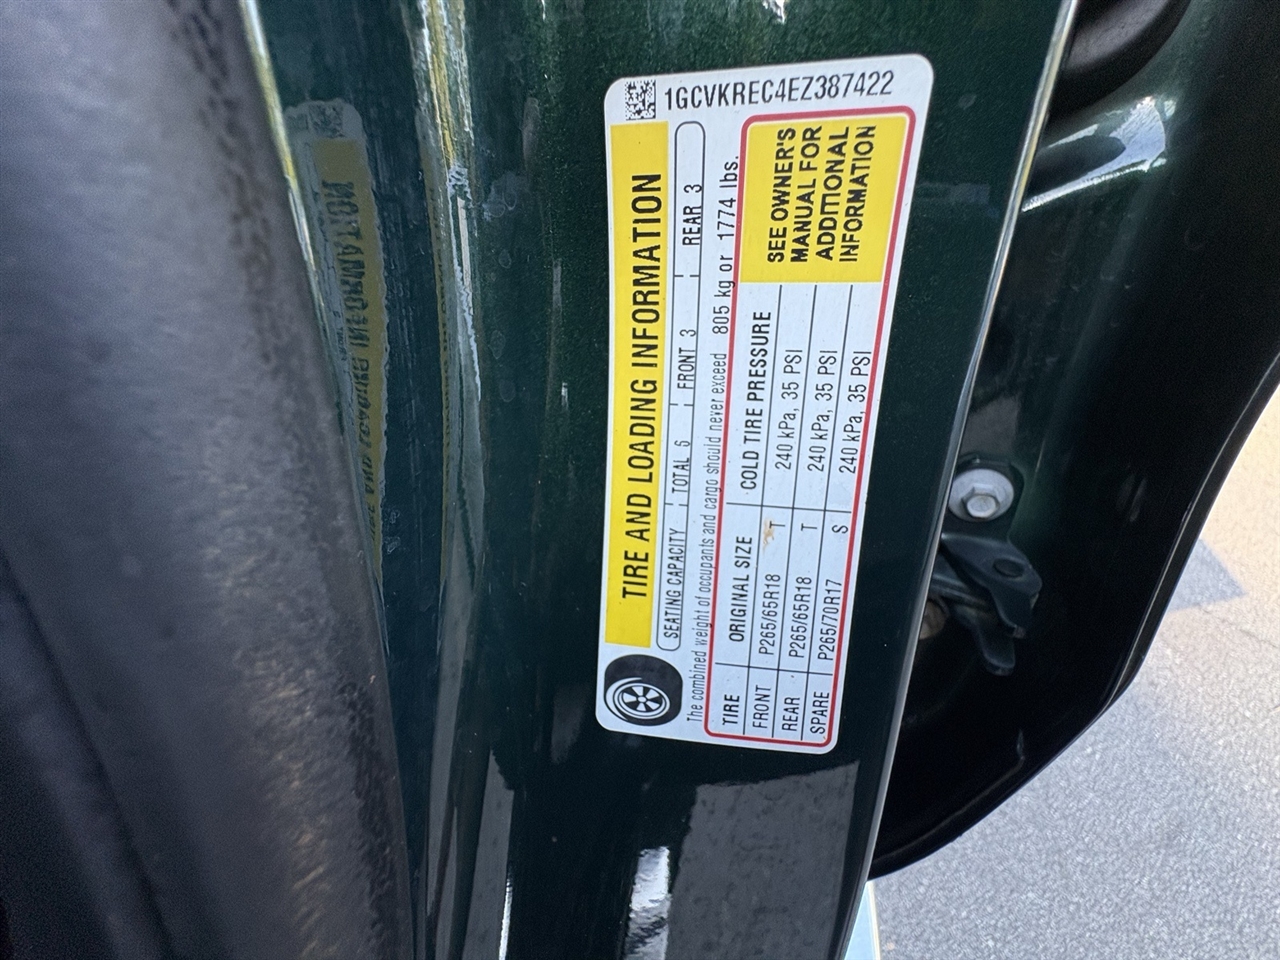 1GCVKREC4EZ387422
TIRE AND LOADING INFORMATION
SEATING CAPACITY TOTAL 6 FRONT 3 REAR 3
The combined weight of occupants and cargo should never exceed 805 kg or 1774 lbs.
TIRE ORIGINAL SIZE COLD TIRE PRESSURE
FRONT P265/65R18 T 240 kPa, 35 PSI
REAR P265/65R18 T 240 kPa, 35 PSI
SPARE P265/70R17 S 240 kPa, 35 PSI
SEE OWNER'S
MANUAL FOR
ADDITIONAL
INFORMATION